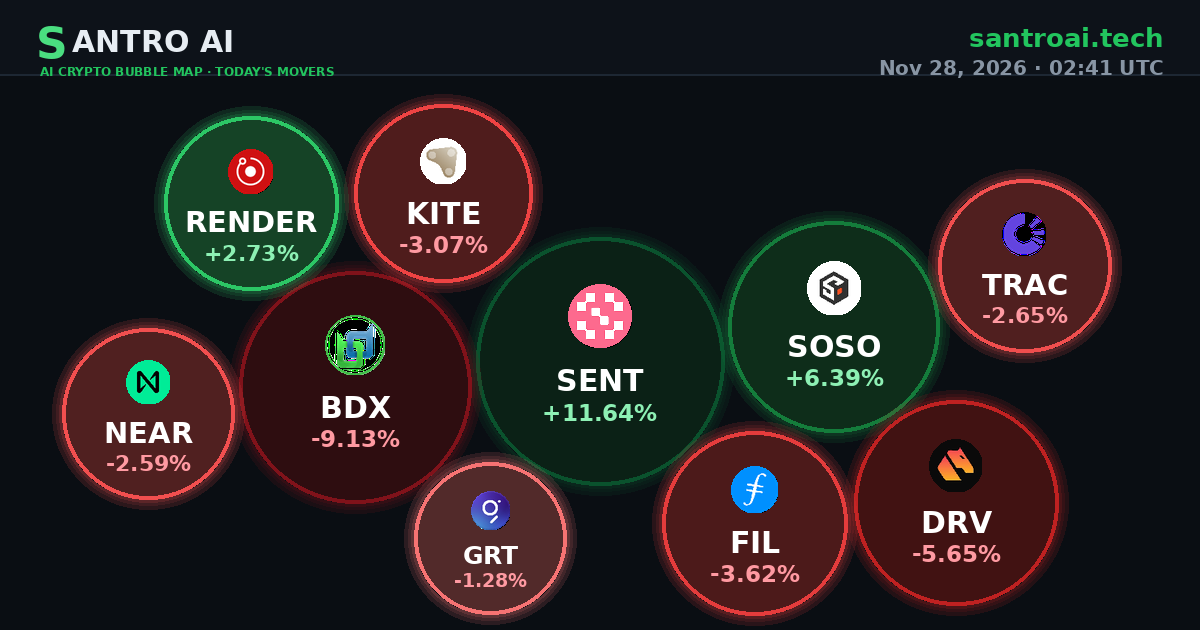 SANTRO AI
AI CRYPTO BUBBLE MAP · TODAY'S MOVERS
santroai.tech
Nov 28, 2026 · 02:41 UTC
RENDER
+2.73%
KITE
-3.07%
TRAC
-2.65%
SOSO
+6.39%
SENT
+11.64%
BDX
-9.13%
NEAR
-2.59%
GRT
-1.28%
FIL
-3.62%
DRV
-5.65%